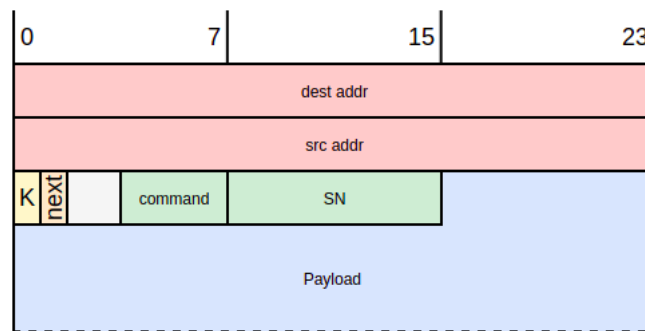 0 7 15 23
dest addr
src addr
K next command SN
Payload